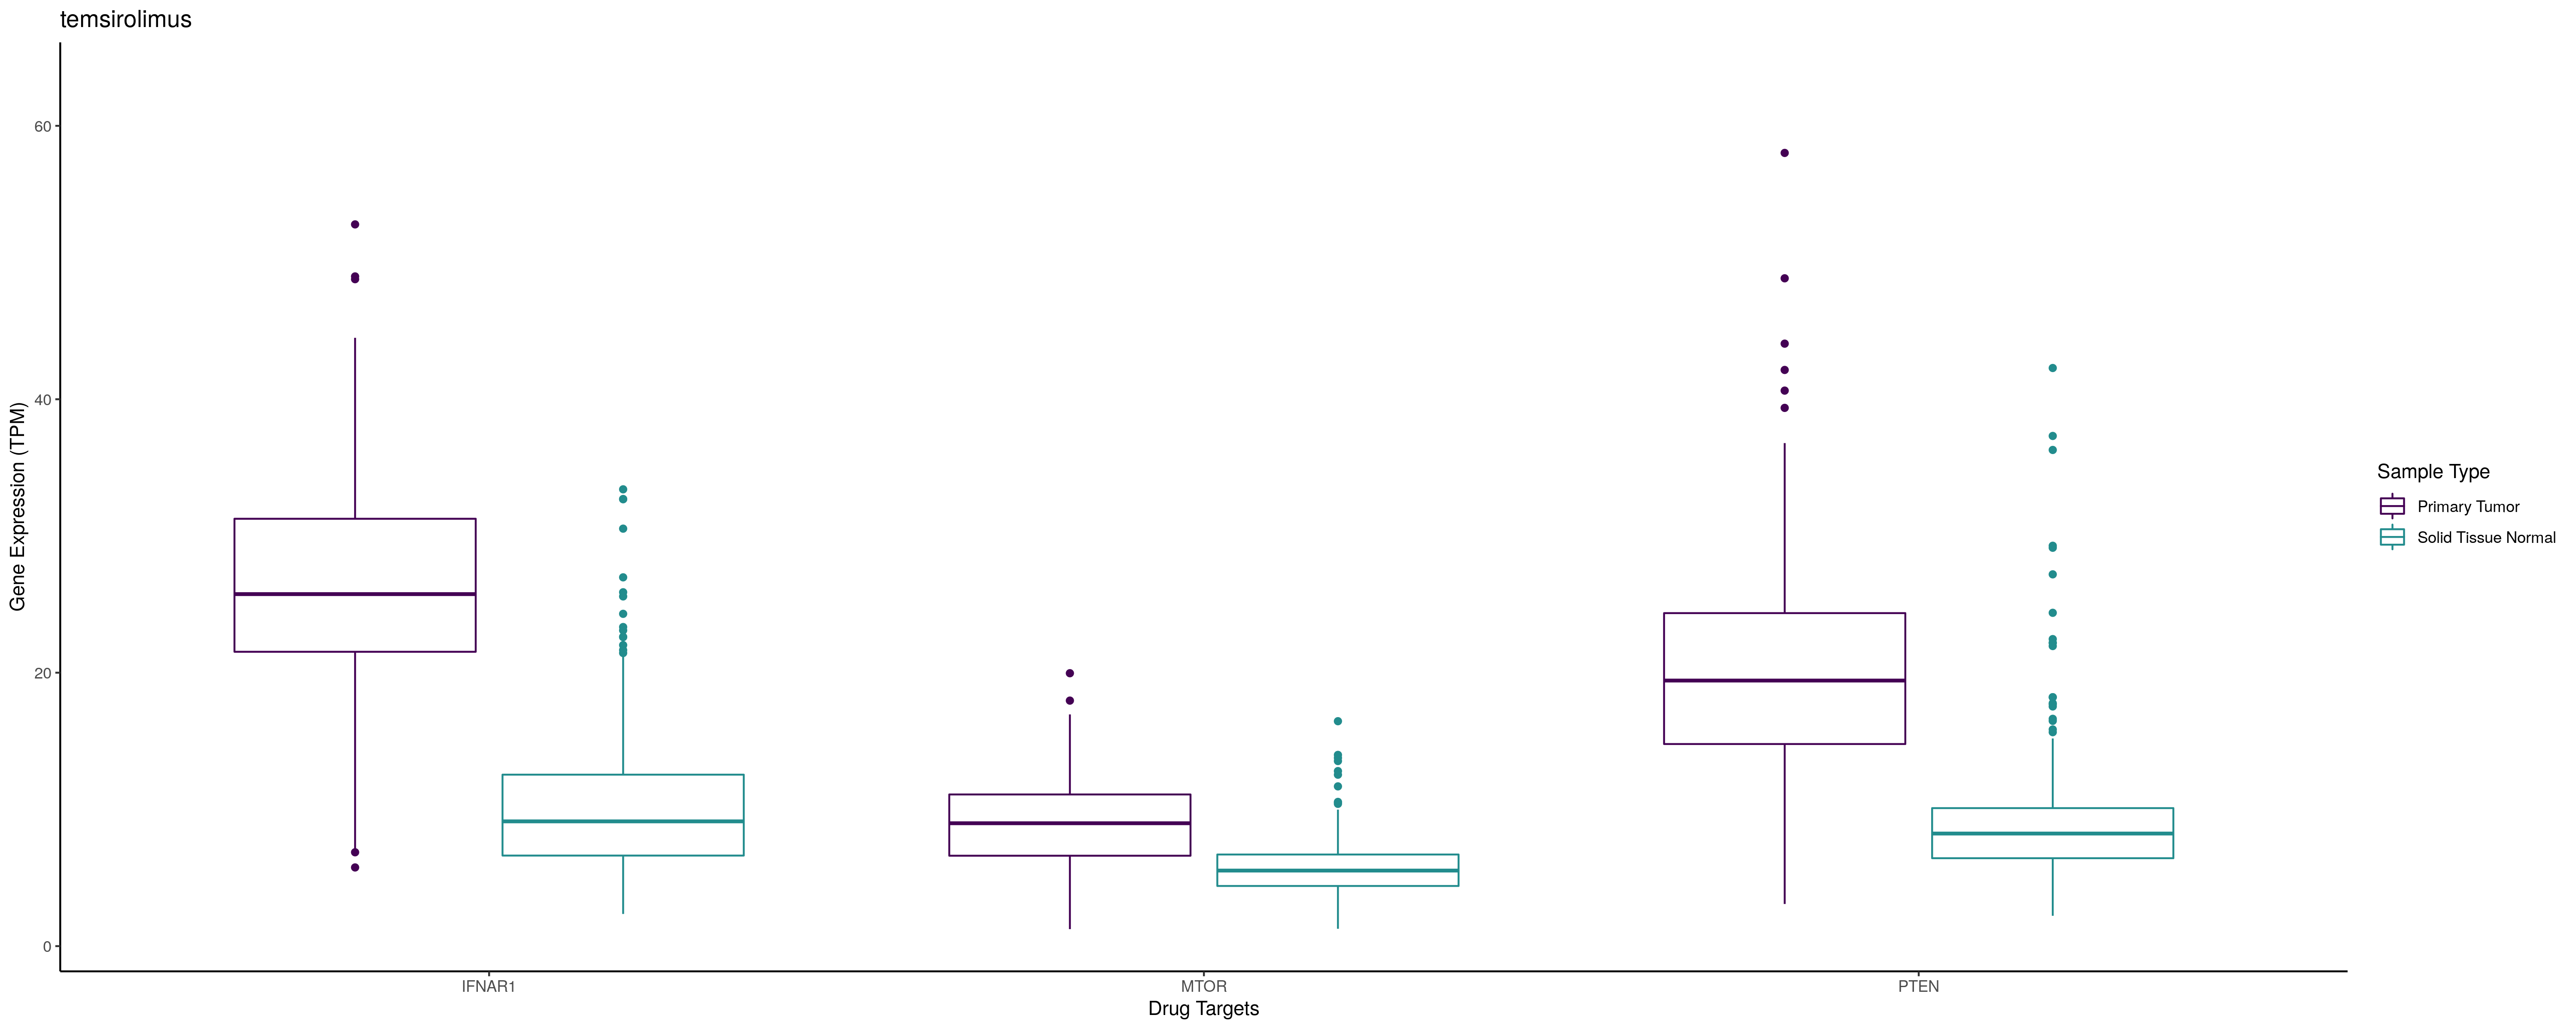 temsirolimus
60
40
20
0
Gene Expression (TPM)
IFNAR1
MTOR
PTEN
Drug Targets
Sample Type
Primary Tumor
Solid Tissue Normal